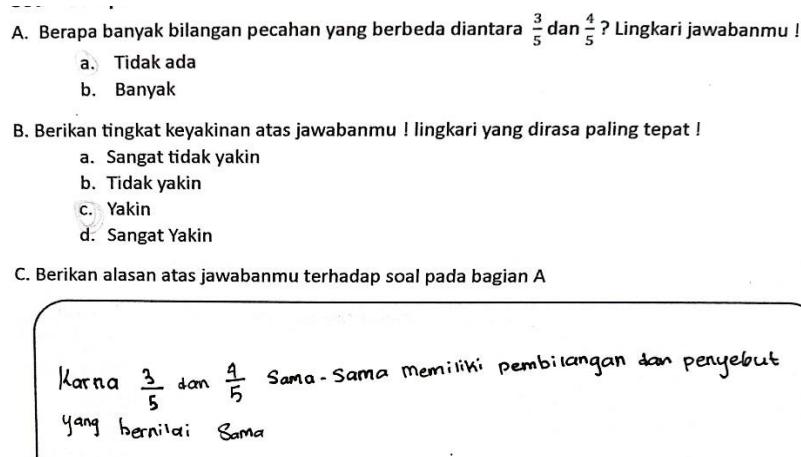 A. Berapa banyak bilangan pecahan yang berbeda diantara 3/5 dan 4/5 ? Lingkari jawabanmu !
a. Tidak ada
b. Banyak
B. Berikan tingkat keyakinan atas jawabanmu ! lingkari yang dirasa paling tepat !
a. Sangat tidak yakin
b. Tidak yakin
c. Yakin
d. Sangat Yakin
C. Berikan alasan atas jawabanmu terhadap soal pada bagian A
Karna 3/5 dan 4/5 Sama-Sama memiliki pembilangan dan penyebut
yang bernilai Sama